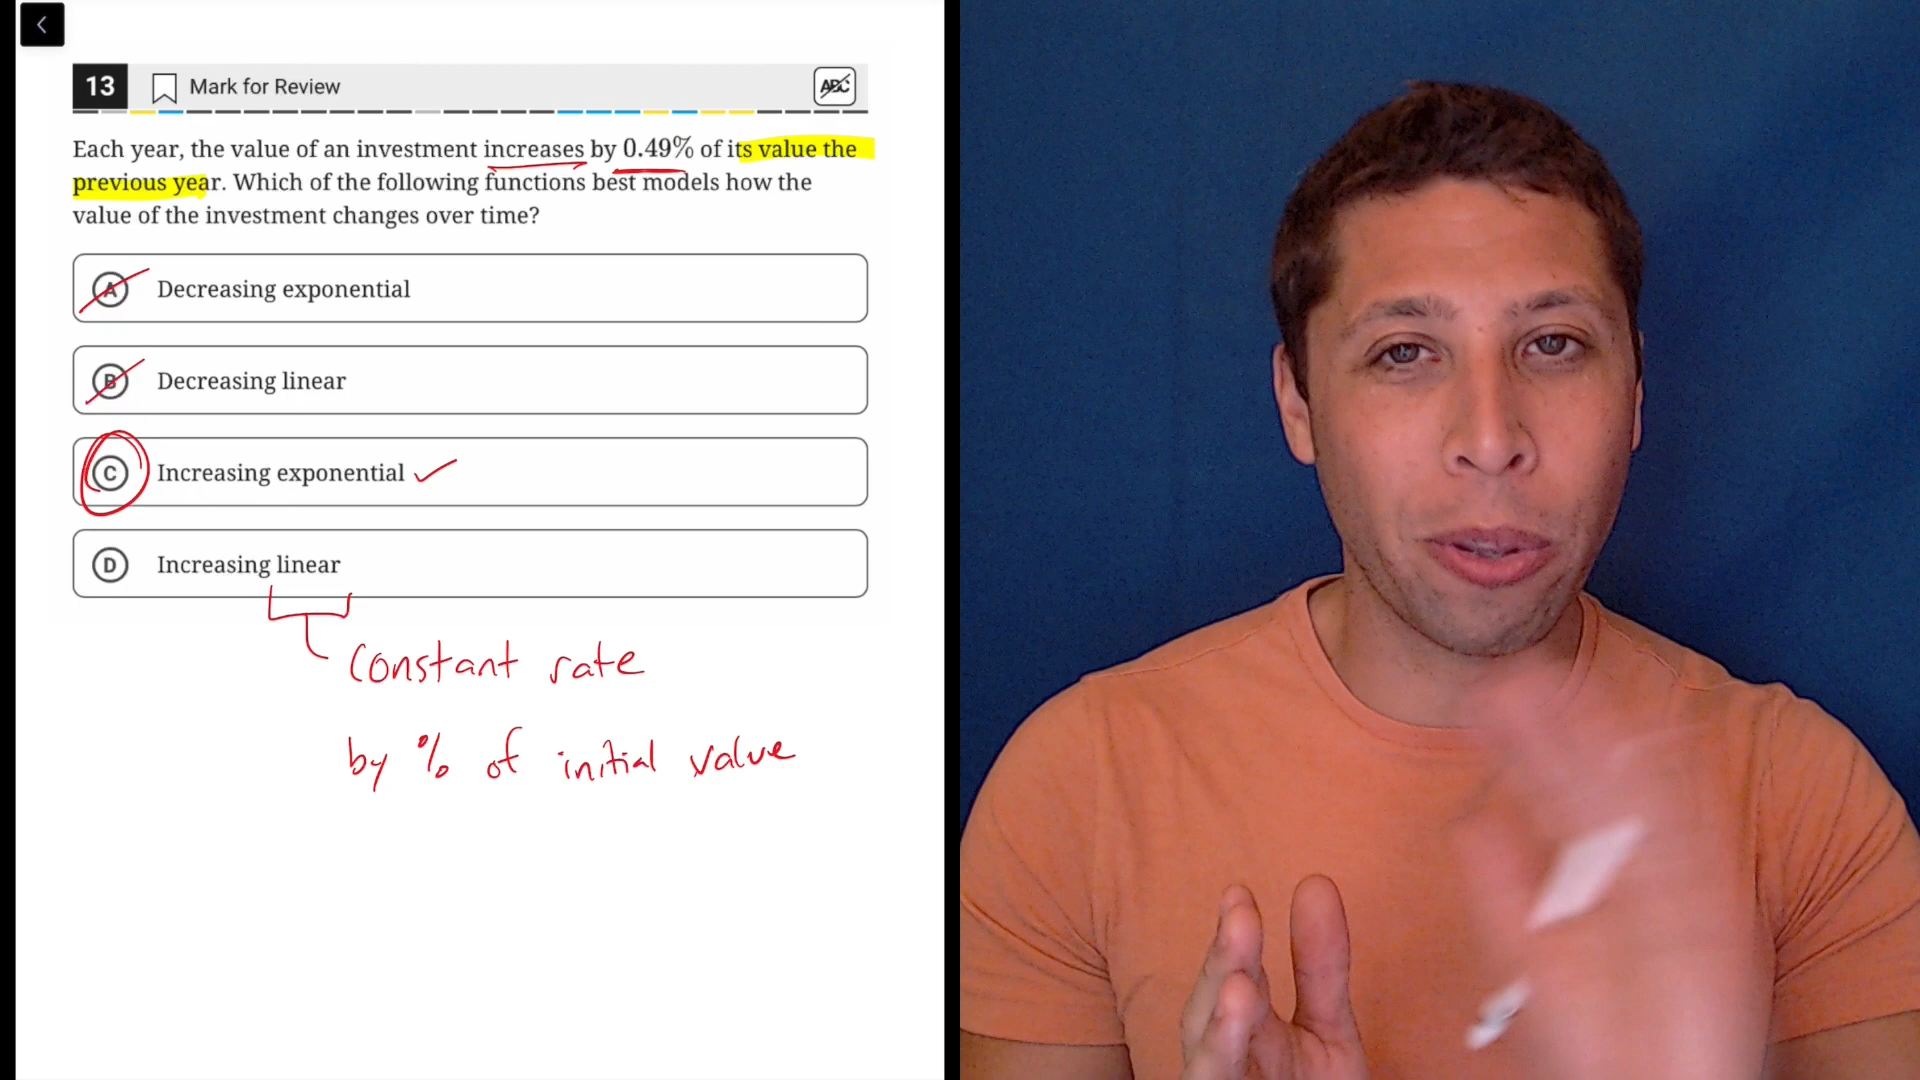 13 Mark for Review ABC
Each year, the value of an investment increases by 0.49% of its value the
previous year. Which of the following functions best models how the
value of the investment changes over time?
A Decreasing exponential
B Decreasing linear
C Increasing exponential
D Increasing linear
Constant rate
by % of initial value